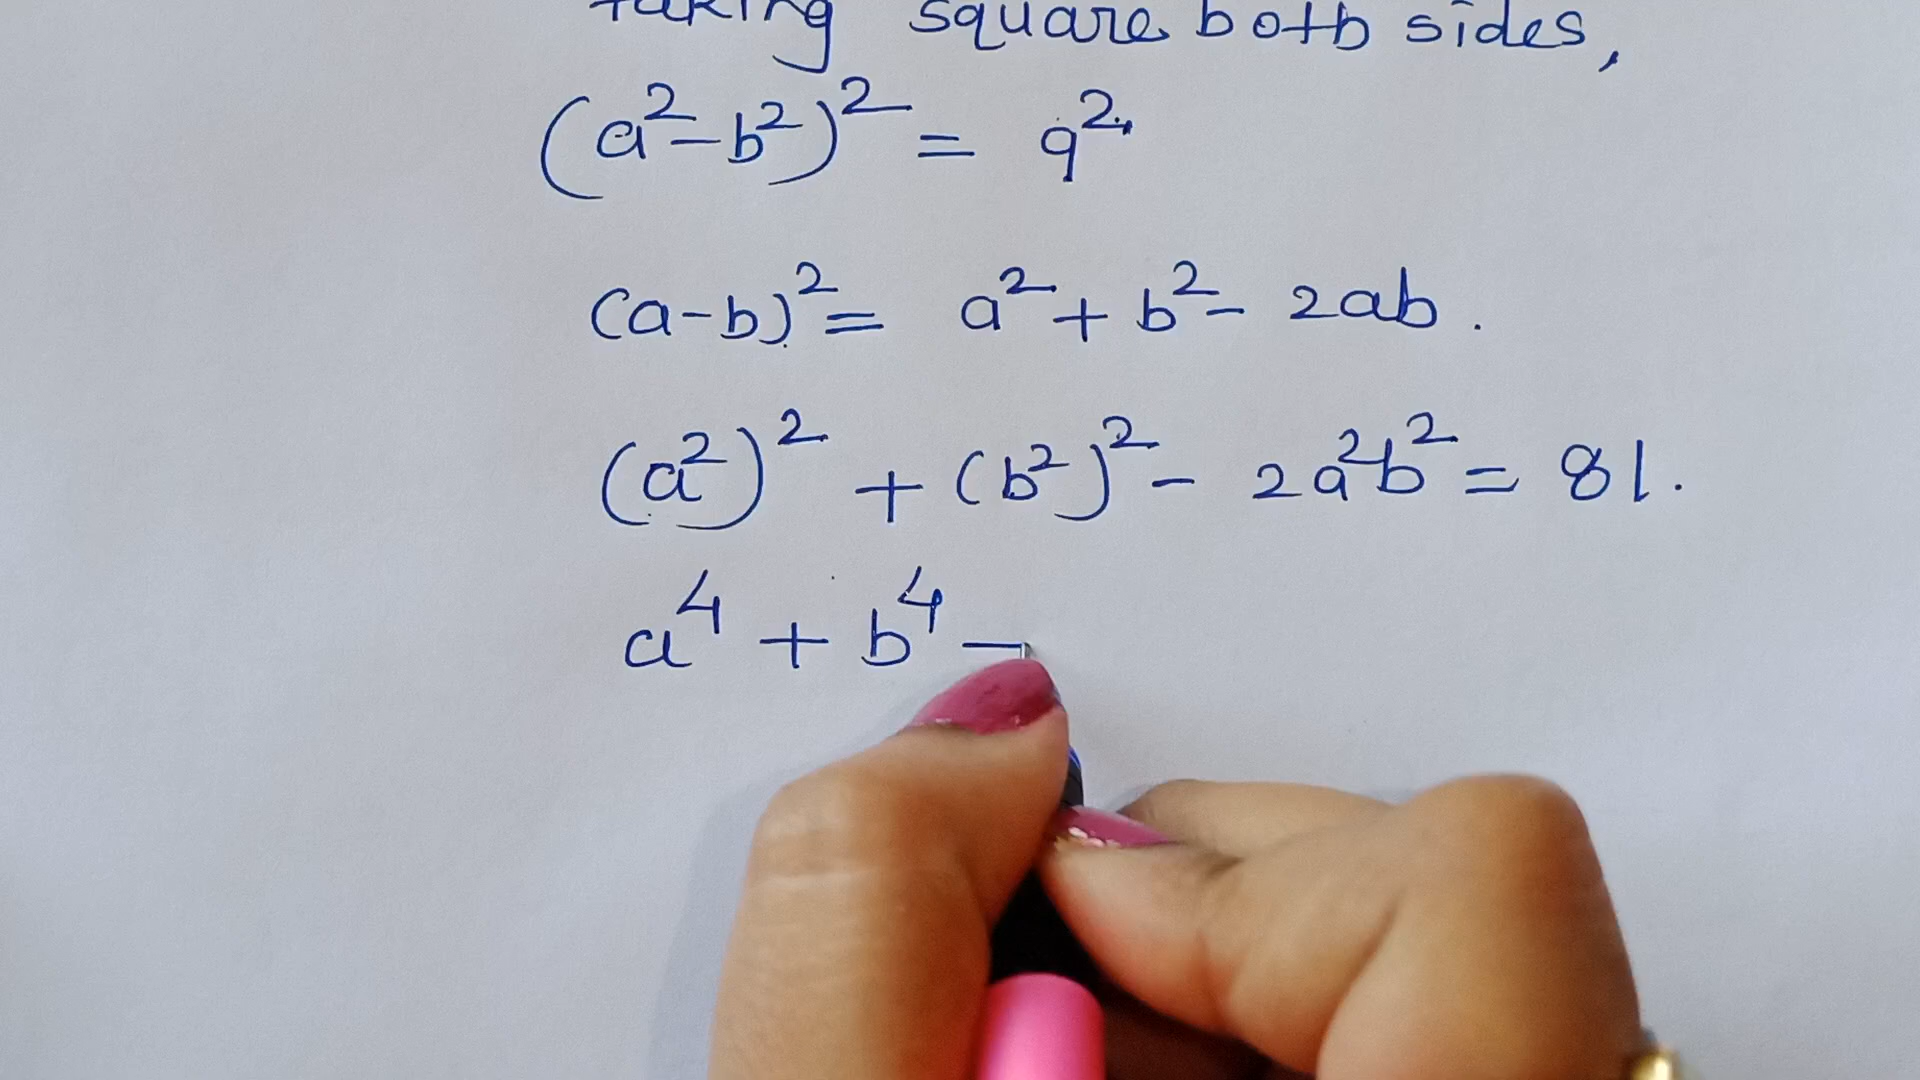 taking square both sides,
(a²-b²)² = 9²
(a-b)² = a² + b² - 2ab.
(a²)² + (b²)² - 2a²b² = 81.
a⁴ + b⁴ -